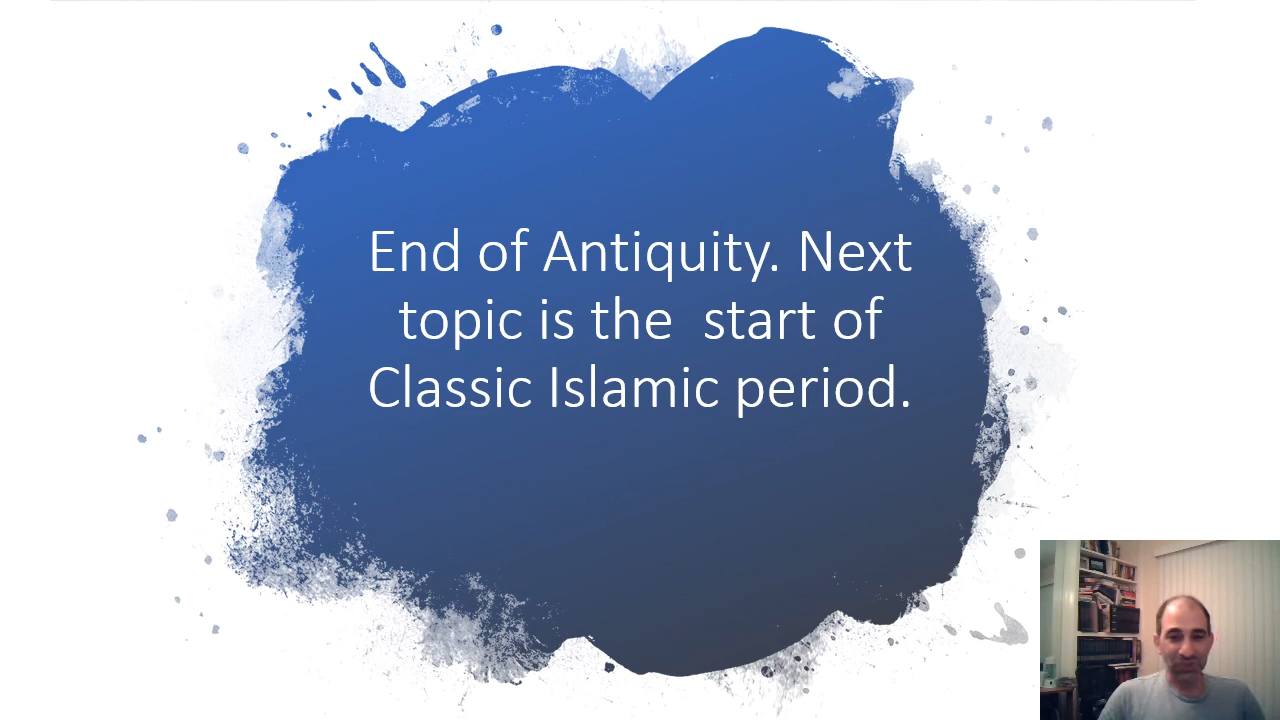 End of Antiquity. Next
topic is the  start of
Classic Islamic period.